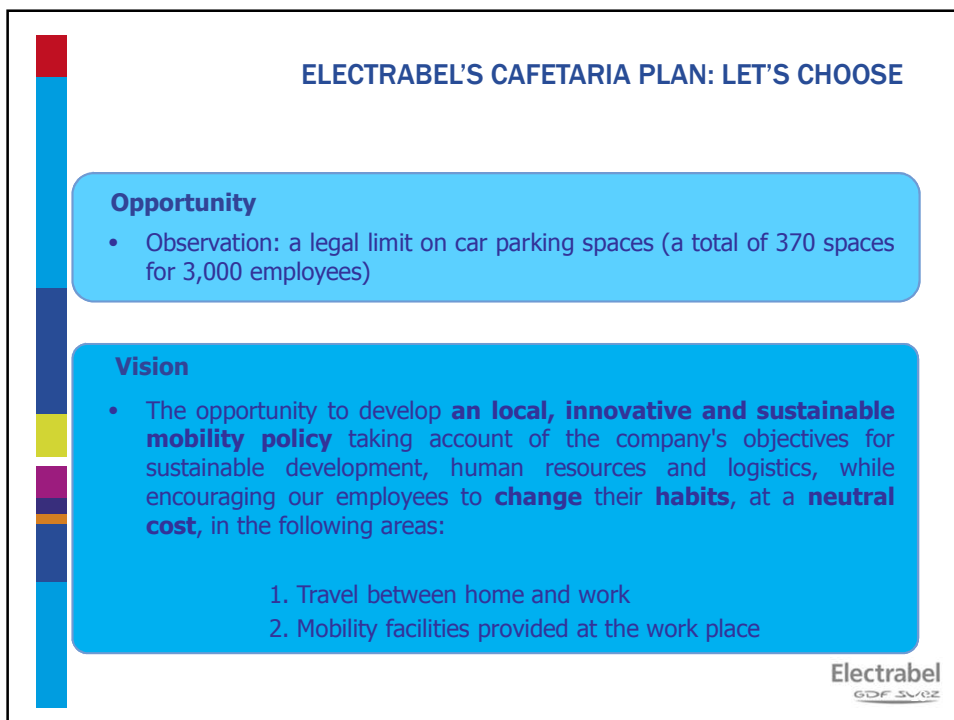 ELECTRABEL'S CAFETARIA PLAN: LET'S CHOOSE
Opportunity
• Observation: a legal limit on car parking spaces (a total of 370 spaces
for 3,000 employees)
Vision
• The opportunity to develop an local, innovative and sustainable
mobility policy taking account of the company's objectives for
sustainable development, human resources and logistics, while
encouraging our employees to change their habits, at a neutral
cost, in the following areas:
1. Travel between home and work
2. Mobility facilities provided at the work place
Electrabel
GDF SUEZ